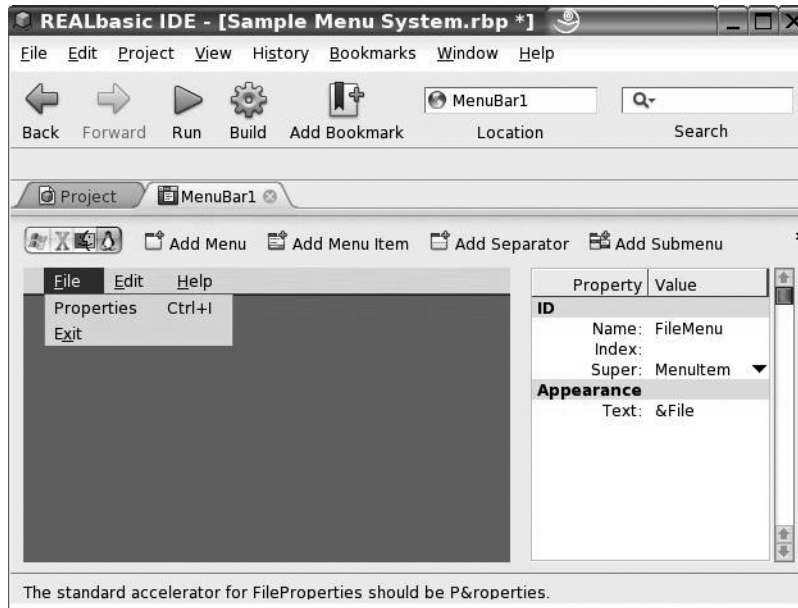 REALbasic IDE - [Sample Menu System.rbp *]
File Edit Project View History Bookmarks Window Help
MenuBar1
Back Forward Run Build Add Bookmark Location Search
Project MenuBar1
Add Menu Add Menu Item Add Separator Add Submenu
File Edit Help
Properties Ctrl+I
Exit
Property Value
ID
Name: FileMenu
Index:
Super: MenuItem
Appearance
Text: &File
The standard accelerator for FileProperties should be P&roperties.